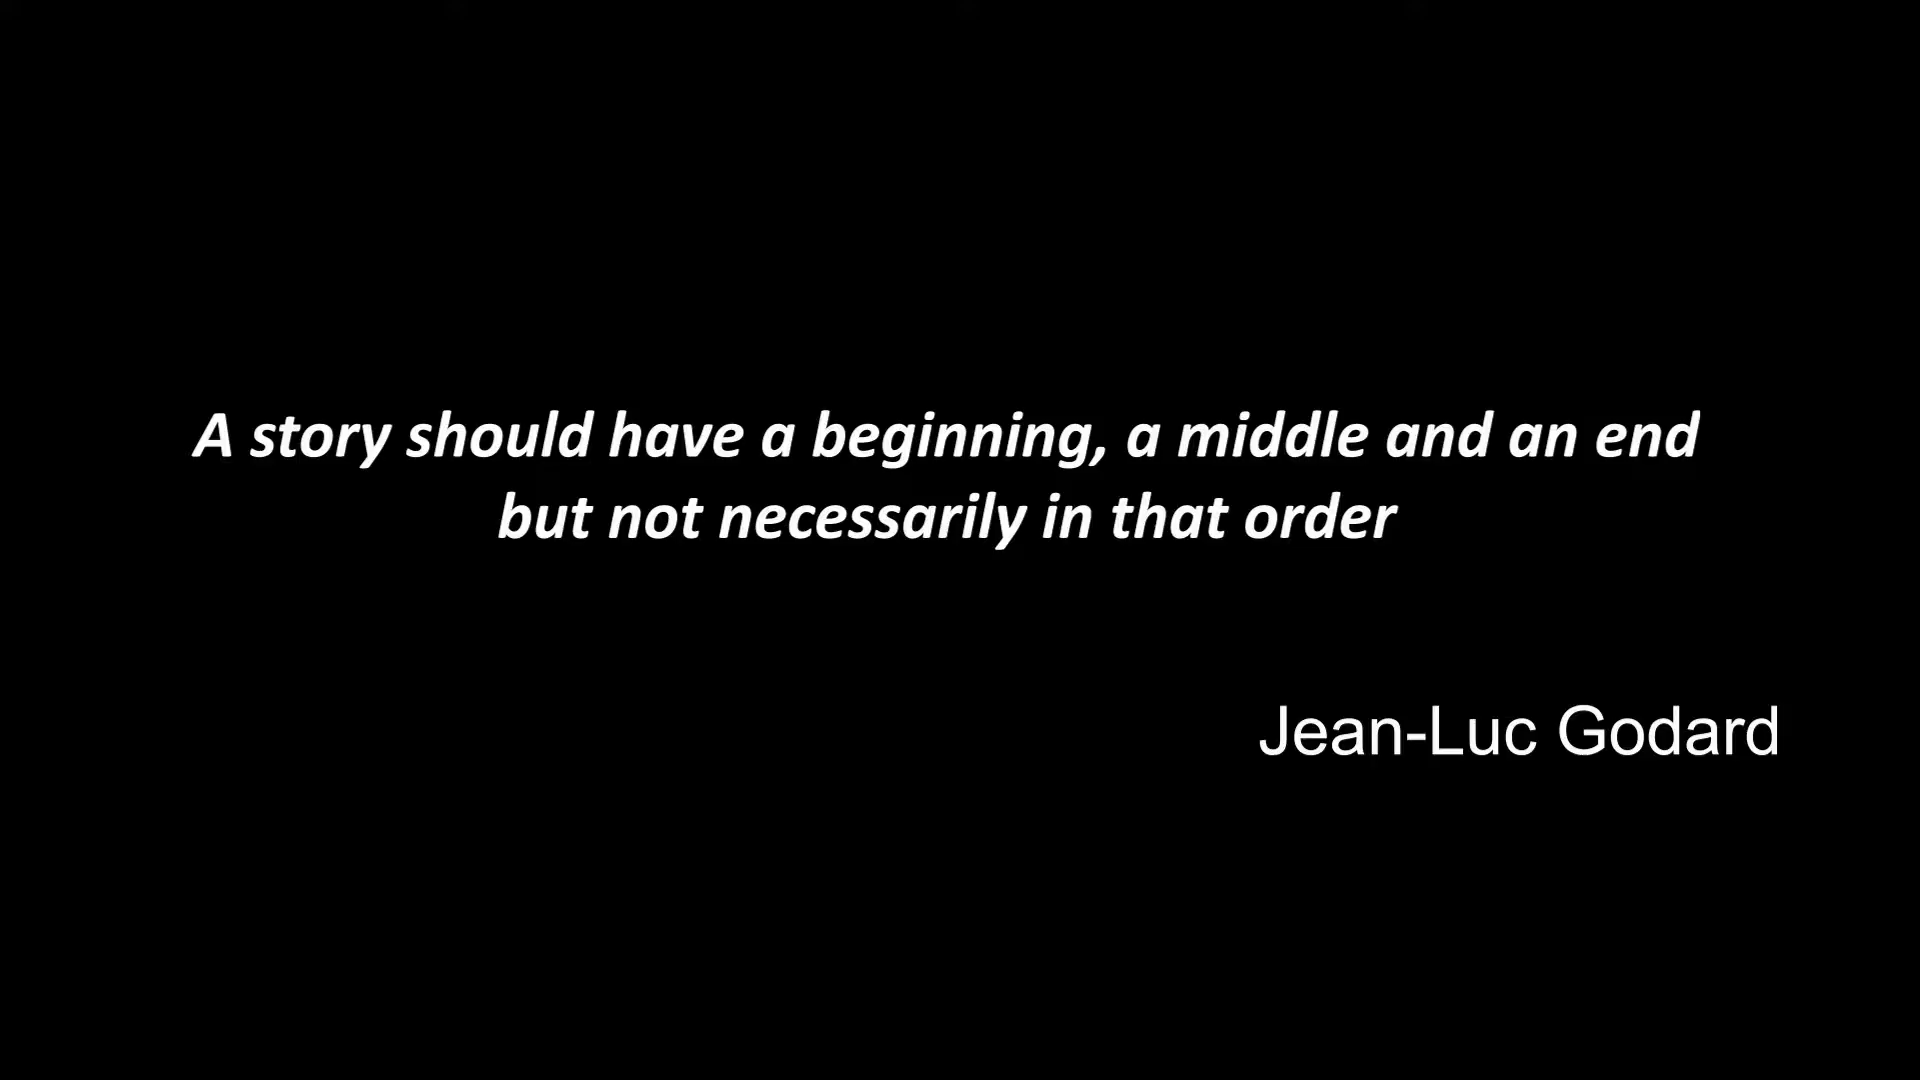 A story should have a beginning, a middle and an end
but not necessarily in that order
Jean-Luc Godard